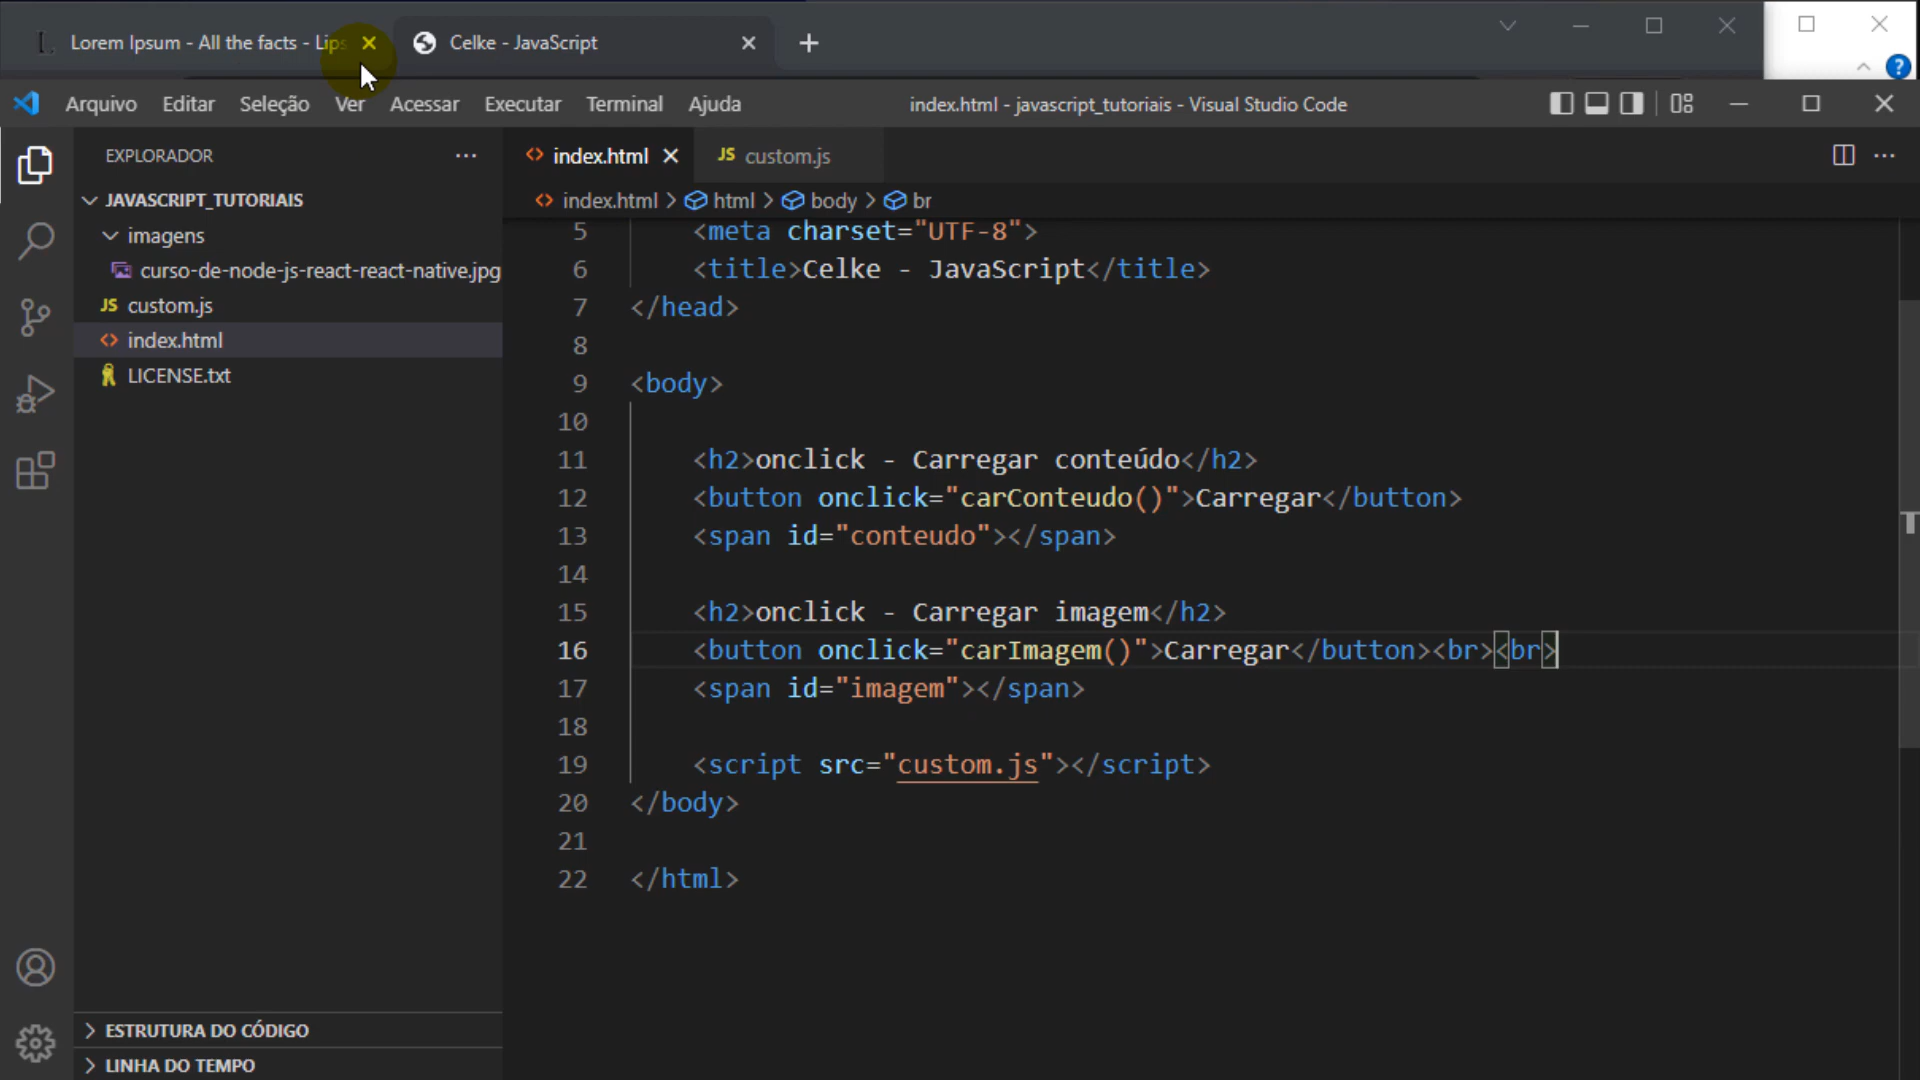 Lorem Ipsum - All the facts - Lips
Celke - JavaScript
Arquivo Editar Seleção Ver Acessar Executar Terminal Ajuda
index.html - javascript_tutoriais - Visual Studio Code
EXPLORADOR
index.html
JS custom.js
JAVASCRIPT_TUTORIAIS
index.html > html > body > br
imagens
curso-de-node-js-react-react-native.jpg
JS custom.js
index.html
LICENSE.txt
5 <meta charset="UTF-8">
6 <title>Celke - JavaScript</title>
7 </head>
8
9 <body>
10
11 <h2>onclick - Carregar conteúdo</h2>
12 <button onclick="carConteudo()">Carregar</button>
13 <span id="conteudo"></span>
14
15 <h2>onclick - Carregar imagem</h2>
16 <button onclick="carImagem()">Carregar</button><br><br>
17 <span id="imagem"></span>
18
19 <script src="custom.js"></script>
20 </body>
21
22 </html>
ESTRUTURA DO CÓDIGO
LINHA DO TEMPO